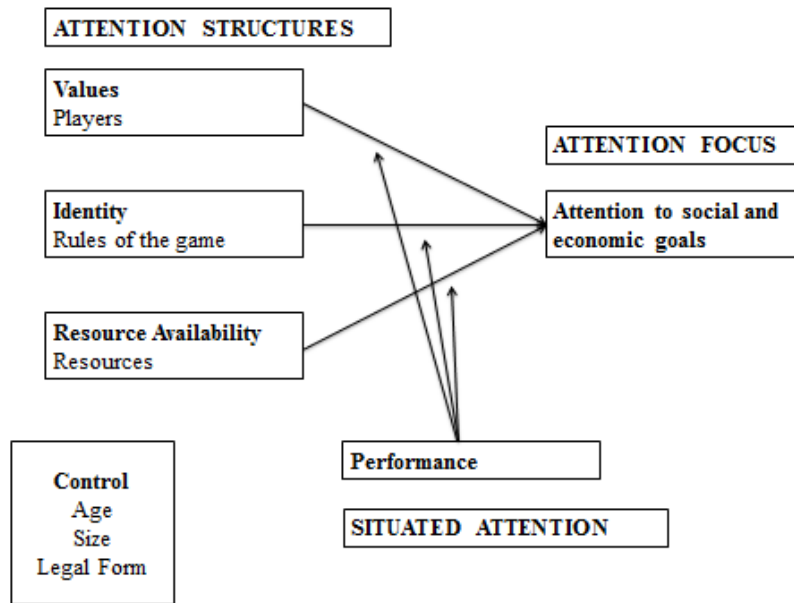 ATTENTION STRUCTURES
Values
Players
ATTENTION FOCUS
Identity
Rules of the game
Attention to social and
economic goals
Resource Availability
Resources
Performance
Control
Age
Size
Legal Form
SITUATED ATTENTION